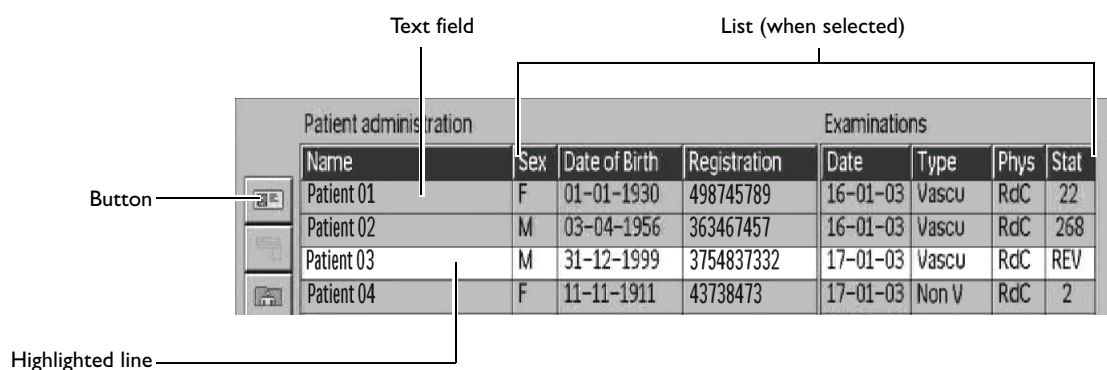 Text field List (when selected)
Patient administration Examinations
Name Sex Date of Birth Registration Date Type Phys Stat
Button
Patient 01 F 01-01-1930 498745789 16-01-03 Vascu RdC 22
Patient 02 M 03-04-1956 363467457 16-01-03 Vascu RdC 268
Patient 03 M 31-12-1999 3754837332 17-01-03 Vascu RdC REV
Patient 04 F 11-11-1911 43738473 17-01-03 Non V RdC 2
Highlighted line